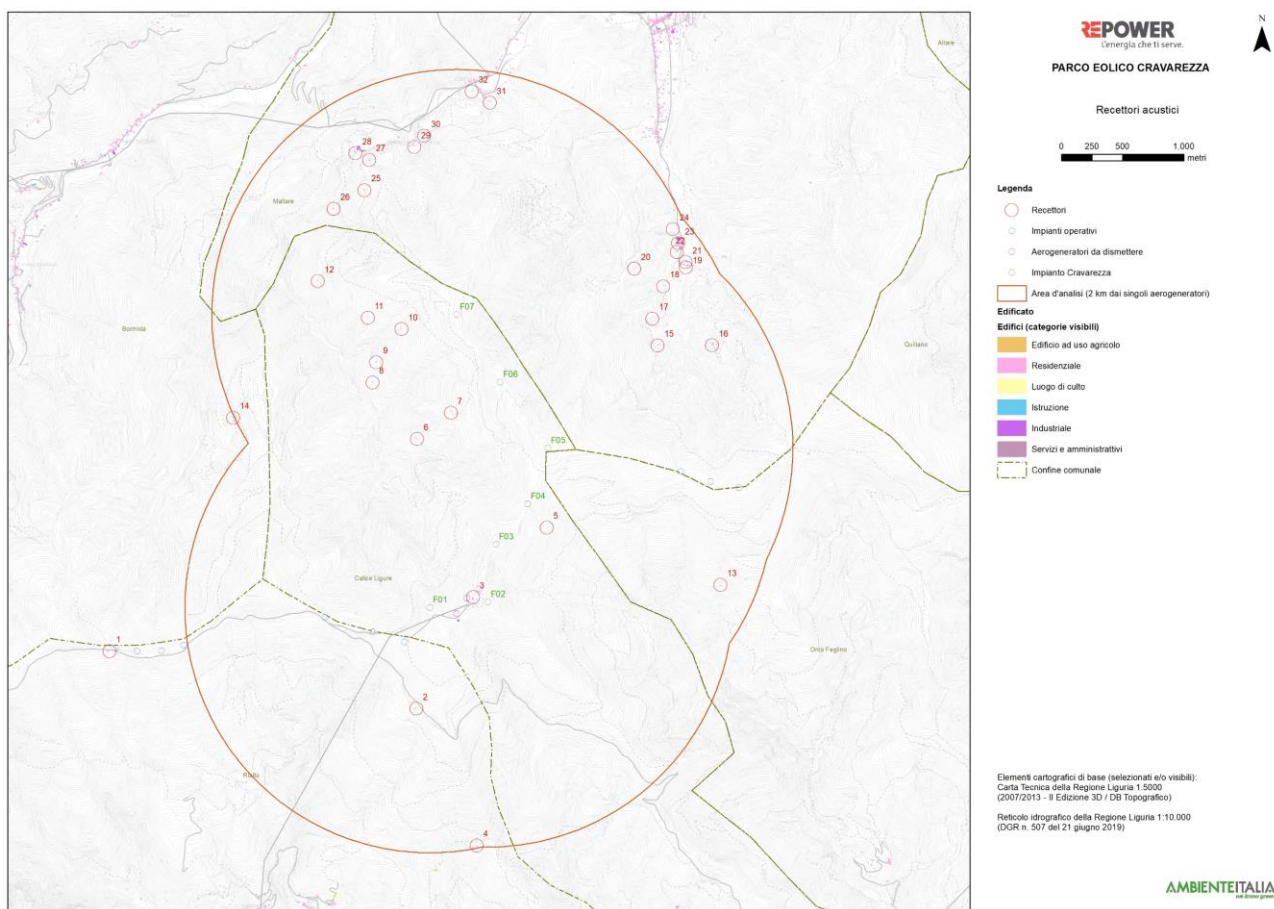 Altare
32
31
30
29
28
27
25
26
Mallare
24
23
22
21
20
19
18
12
11
10
F07
17
15
16
Bormida
Quiliano
9
8
F06
7
14
6
F05
F04
5
F03
Calice Ligure
3
13
F01
F02
1
Orco Feglino
2
Rialto
4
REPOWER
L'energia che ti serve.
N
PARCO EOLICO CRAVAREZZA
Recettori acustici
0 250 500 1.000
metri
Legenda
Recettori
Impianti operativi
Aerogeneratori da dismettere
Impianto Cravarezza
Area d'analisi (2 km dai singoli aerogeneratori)
Edificato
Edifici (categorie visibili)
Edificio ad uso agricolo
Residenziale
Luogo di culto
Istruzione
Industriale
Servizi e amministrattivi
Confine comunale
Elementi cartografici di base (selezionati e/o visibili):
Carta Tecnica della Regione Liguria 1:5000
(2007/2013 - II Edizione 3D / DB Topografico)
Reticolo idrografico della Regione Liguria 1:10.000
(DGR n. 507 del 21 giugno 2019)
AMBIENTEITALIA